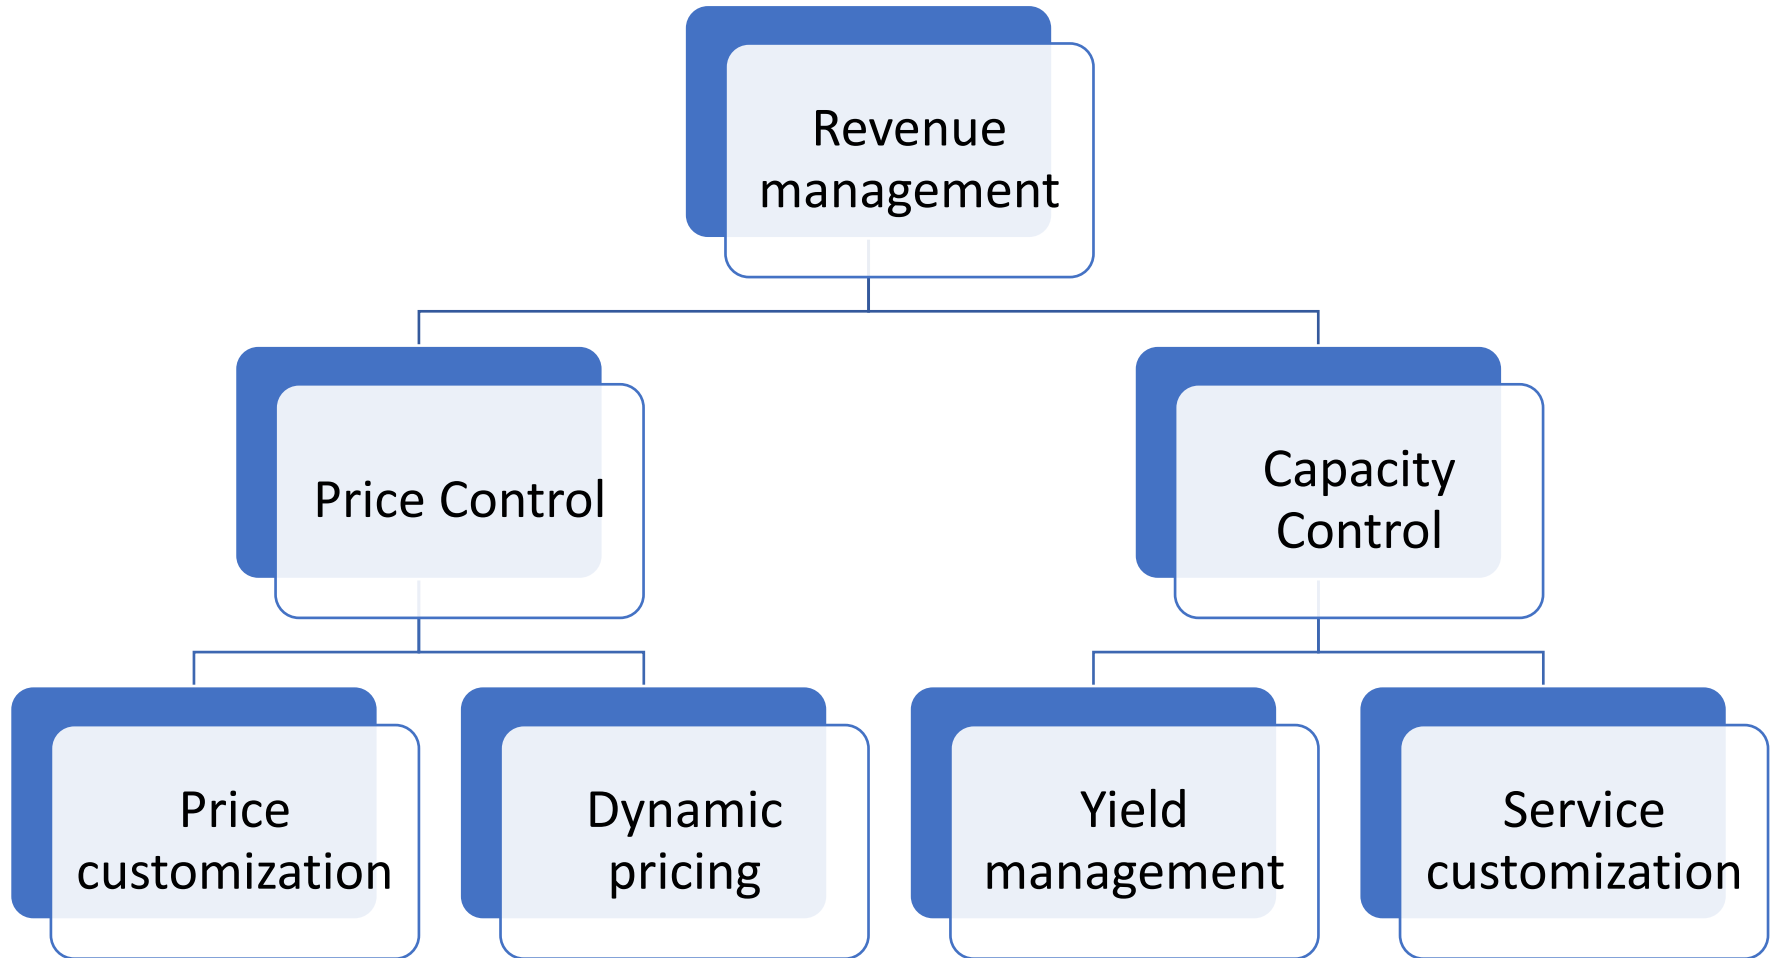 Revenue
management
Price Control
Capacity
Control
Price
customization
Dynamic
pricing
Yield
management
Service
customization